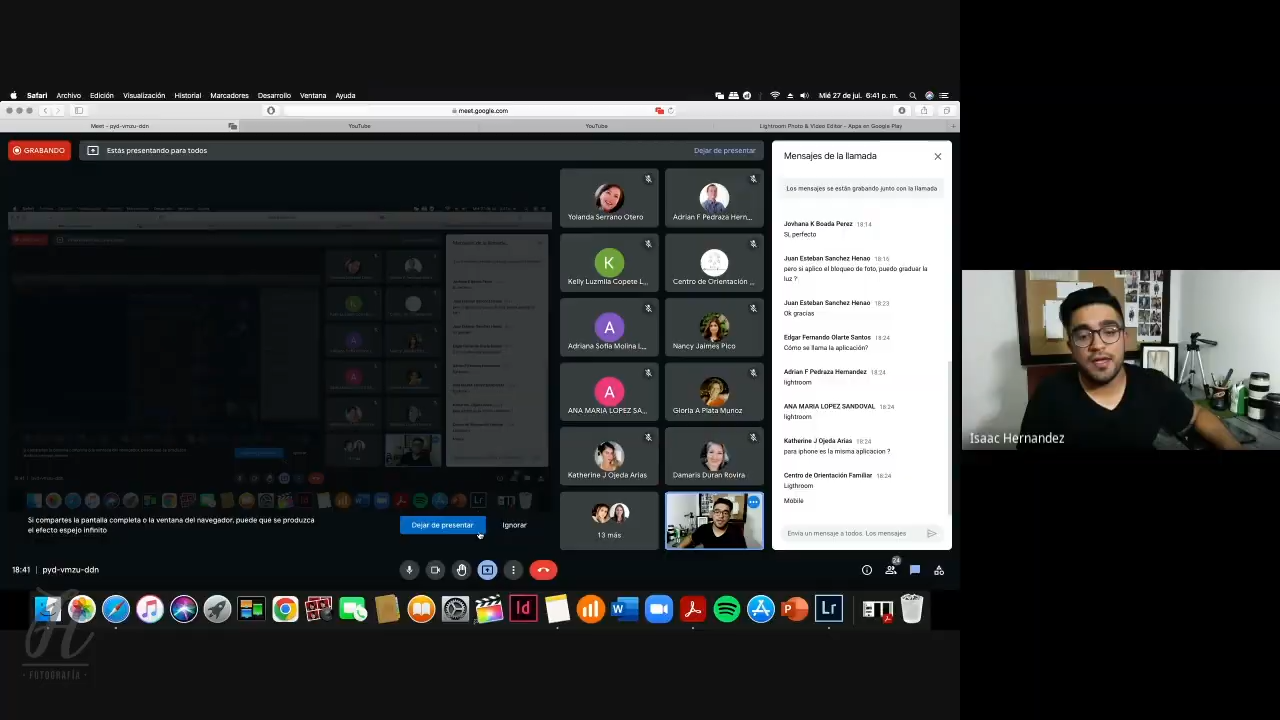 Safari Archivo Edición Visualización Historial Marcadores Desarrollo Ventana Ayuda
Mié 27 de jul. 6:41 p. m.
meet.google.com
Meet - pyd-vmzu-ddn
YouTube
YouTube
Lightroom Photo & Video Editor - Apps en Google Play
GRABANDO
Estás presentando para todos
Dejar de presentar
Yolanda Serrano Otero
Adrian F Pedraza Hern...
K
Kelly Luzmila Copete L...
Centro de Orientación ...
A
Adriana Sofia Molina L...
Nancy Jaimes Pico
A
ANA MARIA LOPEZ SA...
Gloria A Plata Munoz
Katherine J Ojeda Arias
Damaris Duran Rovira
13 más
Si compartes la pantalla completa o la ventana del navegador, puede que se produzca
el efecto espejo infinito
Dejar de presentar
Ignorar
18:41 | pyd-vmzu-ddn
Mensajes de la llamada
Los mensajes se están grabando junto con la llamada
Jovhana K Boada Perez 18:14
Si, perfecto
Juan Esteban Sanchez Henao 18:16
pero si aplico el bloqueo de foto, puedo graduar la
luz ?
Juan Esteban Sanchez Henao 18:23
Ok gracias
Edgar Fernando Olarte Santos 18:24
Cómo se llama la aplicación?
Adrian F Pedraza Hernandez 18:24
lightroom
ANA MARIA LOPEZ SANDOVAL 18:24
lightroom
Katherine J Ojeda Arias 18:24
para iphone es la misma aplicacion ?
Centro de Orientación Familiar 18:24
Ligthroom
Mobile
Envía un mensaje a todos. Los mensajes
24
Id
W
P
Lr
Isaac Hernandez
· FOTOGRAFÍA ·